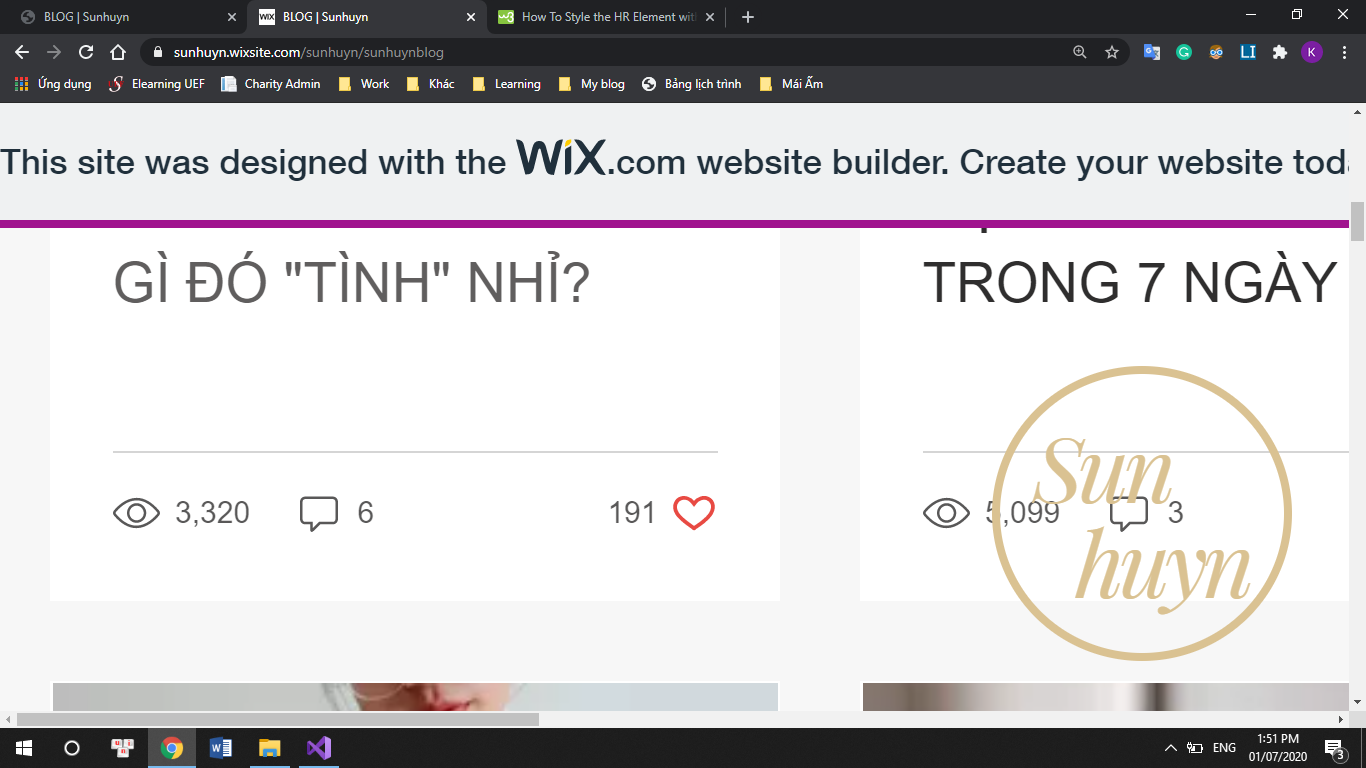 BLOG | Sunhuyn
BLOG | Sunhuyn
How To Style the HR Element wit
sunhuyn.wixsite.com/sunhuyn/sunhuynblog
Ứng dụng
Elearning UEF
Charity Admin
Work
Khác
Learning
My blog
Bảng lịch trình
Mái Ấm
This site was designed with the WiX.com website builder. Create your website toda
GÌ ĐÓ "TÌNH" NHỈ?
TRONG 7 NGÀY
3,320 6 191
5,099 3
Sun
huyn
1:51 PM
ENG
01/07/2020
3